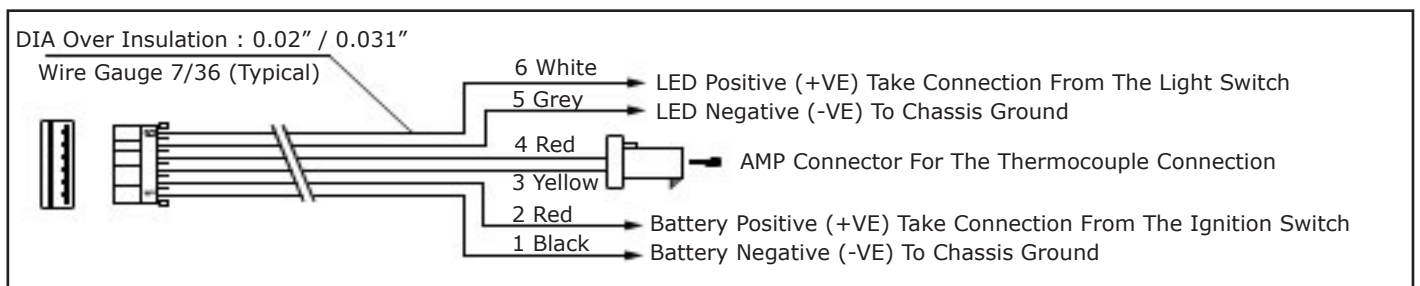 DIA Over Insulation : 0.02” / 0.031”
Wire Gauge 7/36 (Typical)
6 White
LED Positive (+VE) Take Connection From The Light Switch
5 Grey
LED Negative (-VE) To Chassis Ground
4 Red
AMP Connector For The Thermocouple Connection
3 Yellow
2 Red
Battery Positive (+VE) Take Connection From The Ignition Switch
1 Black
Battery Negative (-VE) To Chassis Ground